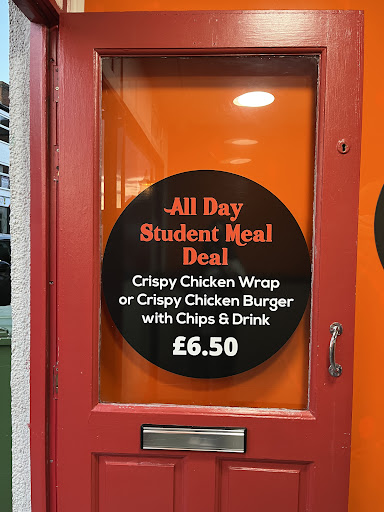 All Day
Student Meal
Deal
Crispy Chicken Wrap
or Crispy Chicken Burger
with Chips & Drink
£6.50